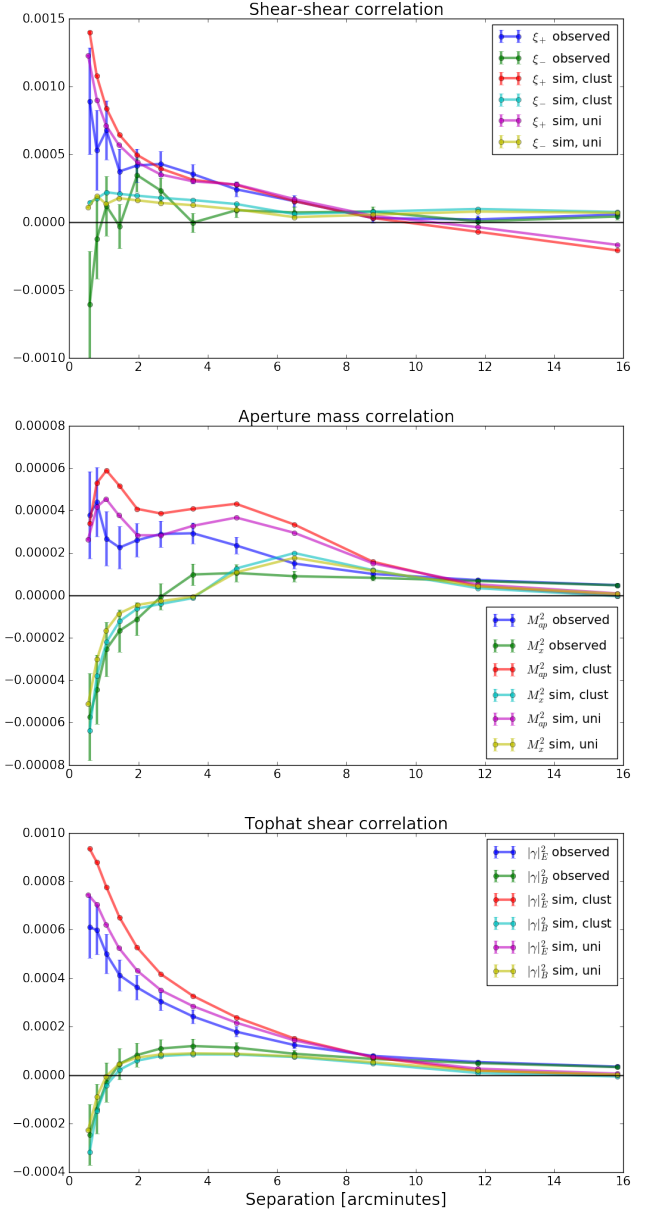 Shear-shear correlation
0.0015
0.0010
0.0005
0.0000
−0.0005
−0.0010
ξ₊ observed
ξ₋ observed
ξ₊ sim, clust
ξ₋ sim, clust
ξ₊ sim, uni
ξ₋ sim, uni
0 2 4 6 8 10 12 14 16
Aperture mass correlation
0.00008
0.00006
0.00004
0.00002
0.00000
−0.00002
−0.00004
−0.00006
−0.00008
M²ₐₚ observed
M²ₓ observed
M²ₐₚ sim, clust
M²ₓ sim, clust
M²ₐₚ sim, uni
M²ₓ sim, uni
0 2 4 6 8 10 12 14 16
Tophat shear correlation
0.0010
0.0008
0.0006
0.0004
0.0002
0.0000
−0.0002
−0.0004
|γ|²_E observed
|γ|²_B observed
|γ|²_E sim, clust
|γ|²_B sim, clust
|γ|²_E sim, uni
|γ|²_B sim, uni
0 2 4 6 8 10 12 14 16
Separation [arcminutes]